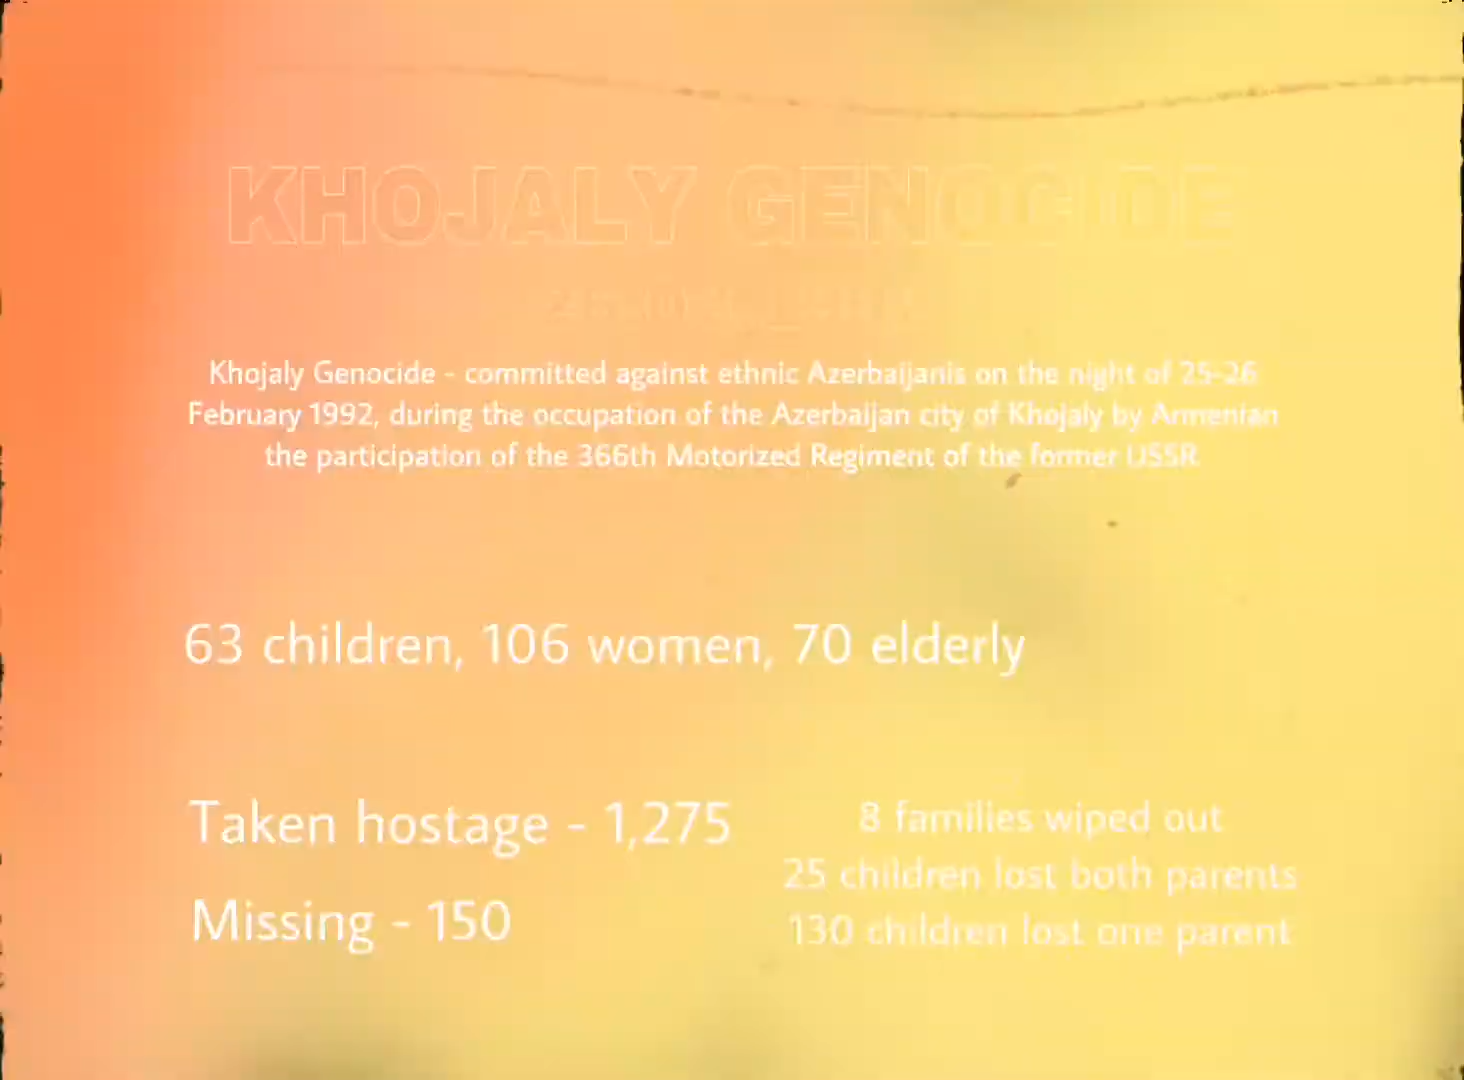 KHOJALY GENOCIDE
Khojaly Genocide - committed against ethnic Azerbaijanis on the night of 25-26
February 1992, during the occupation of the Azerbaijan city of Khojaly by Armenian
the participation of the 366th Motorized Regiment of the former USSR
63 children, 106 women, 70 elderly
Taken hostage - 1,275
Missing - 150
8 families wiped out
25 children lost both parents
130 children lost one parent